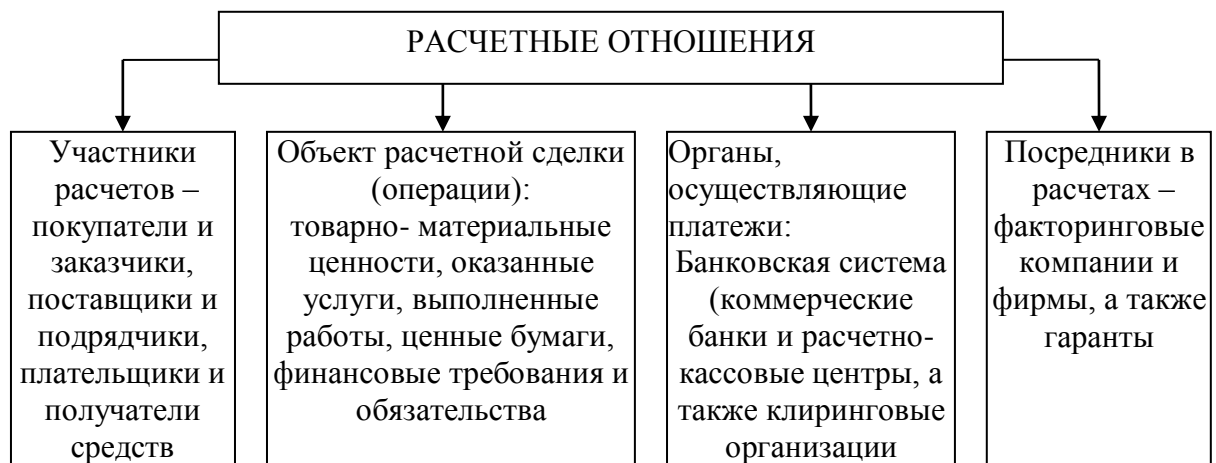 РАСЧЕТНЫЕ ОТНОШЕНИЯ
Участники
расчетов –
покупатели и
заказчики,
поставщики и
подрядчики,
плательщики и
получатели
средств
Объект расчетной сделки
(операции):
товарно- материальные
ценности, оказанные
услуги, выполненные
работы, ценные бумаги,
финансовые требования и
обязательства
Органы,
осуществляющие
платежи:
Банковская система
(коммерческие
банки и расчетно-
кассовые центры, а
также клиринговые
организации
Посредники в
расчетах –
факторинговые
компании и
фирмы, а также
гаранты